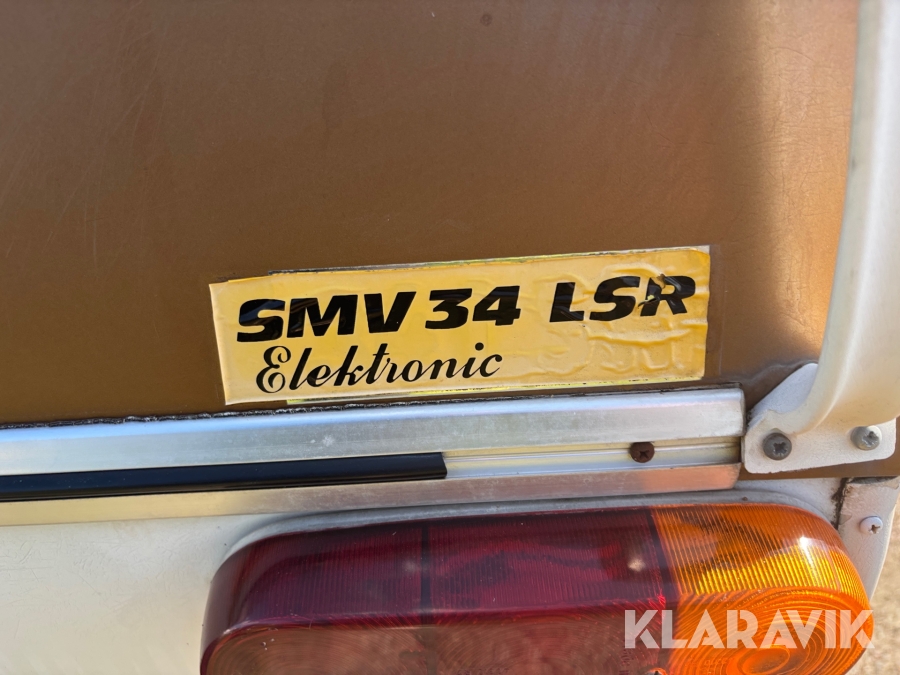 SMV 34 LSR
Elektronic
KLARAVIK